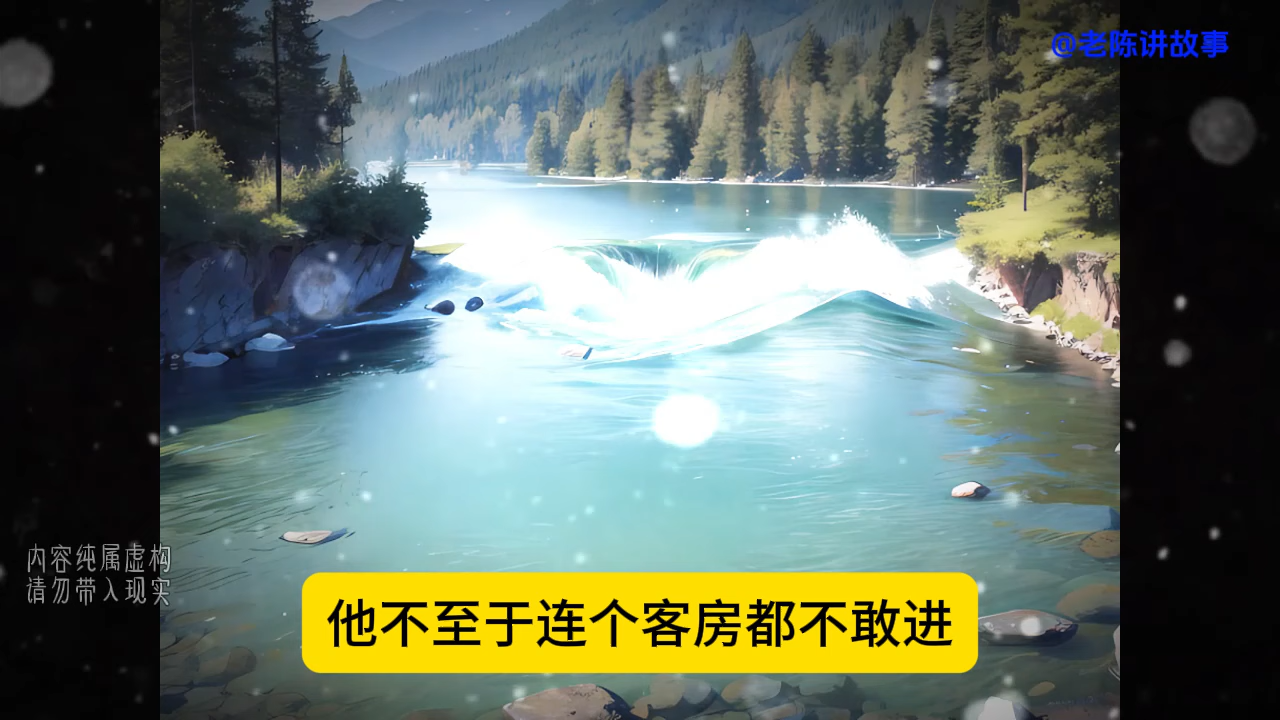 @老陈讲故事
内容纯属虚构
请勿带入现实
他不至于连个客房都不敢进